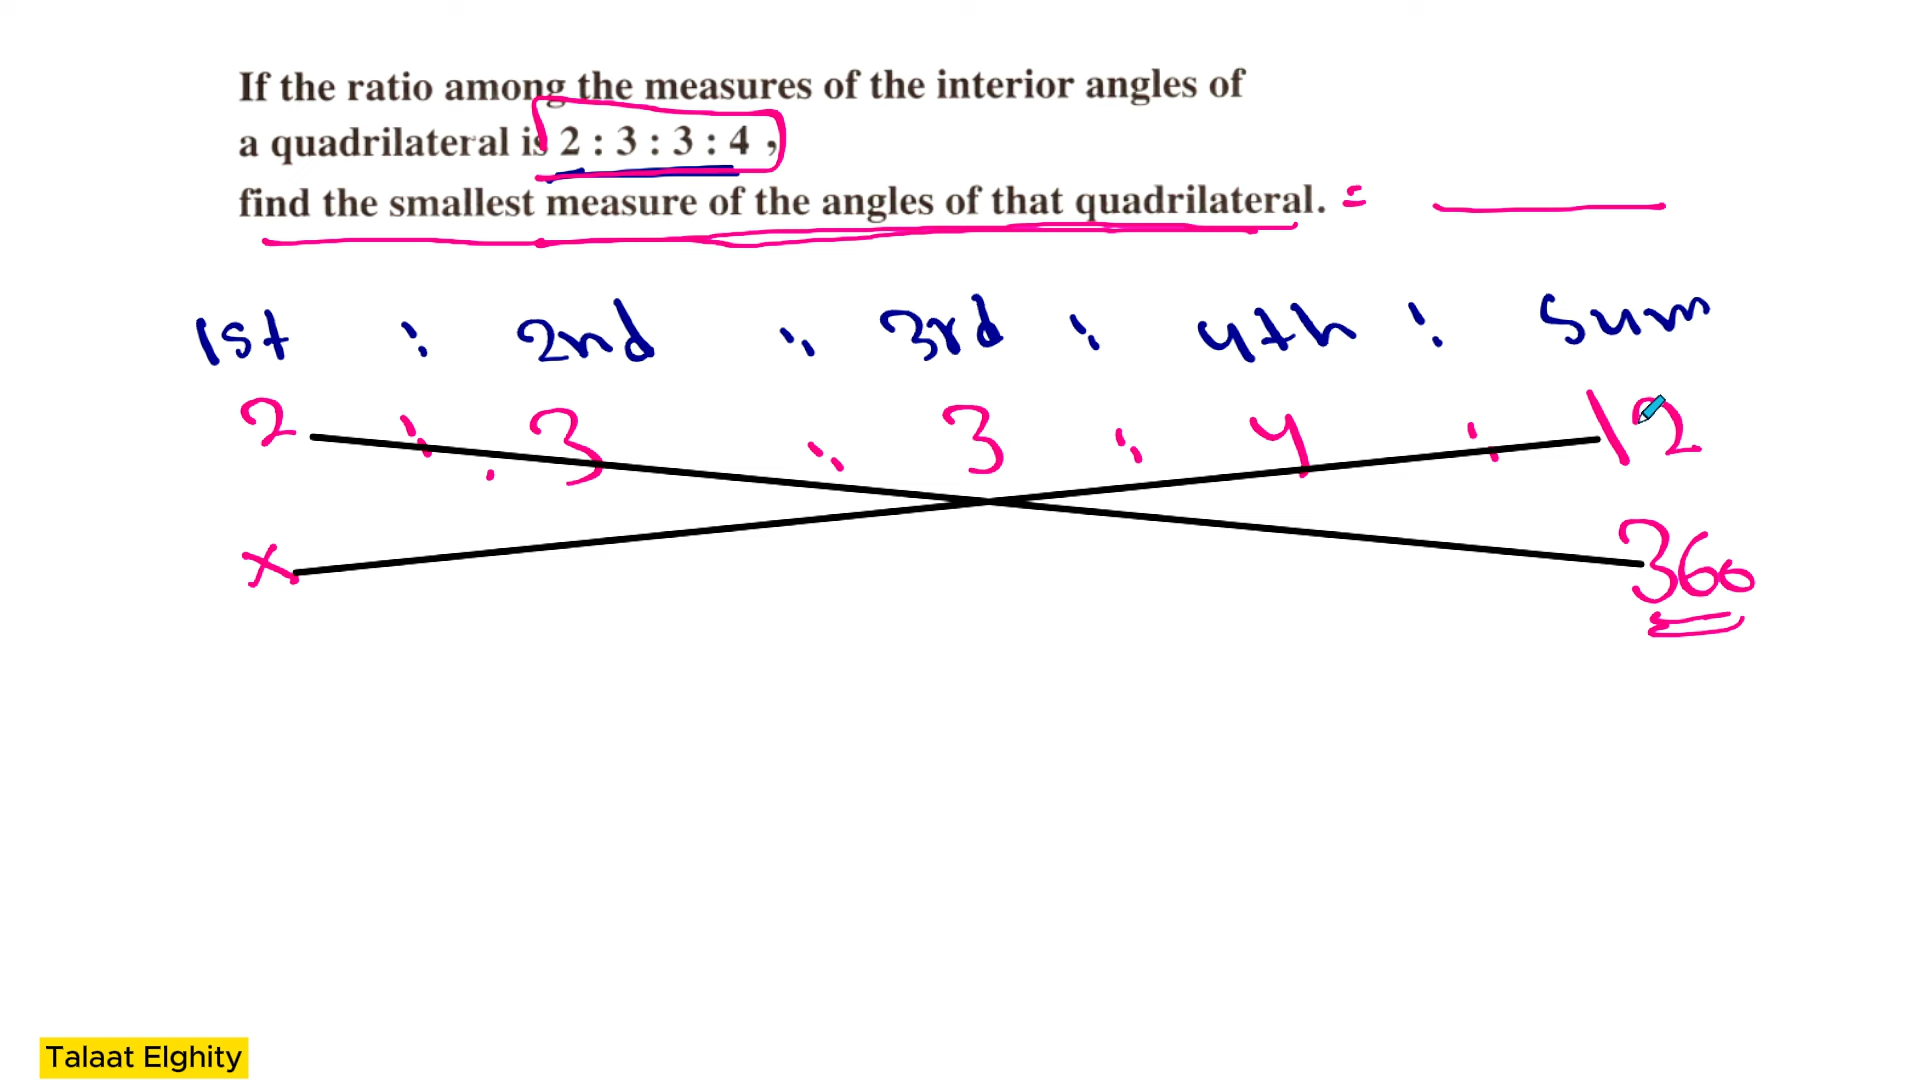 If the ratio among the measures of the interior angles of
a quadrilateral is 2 : 3 : 3 : 4 ,
find the smallest measure of the angles of that quadrilateral. =
1st : 2nd : 3rd : 4th : Sum
2 : 3 : 3 : 4 : 12
x 360
Talaat Elghity